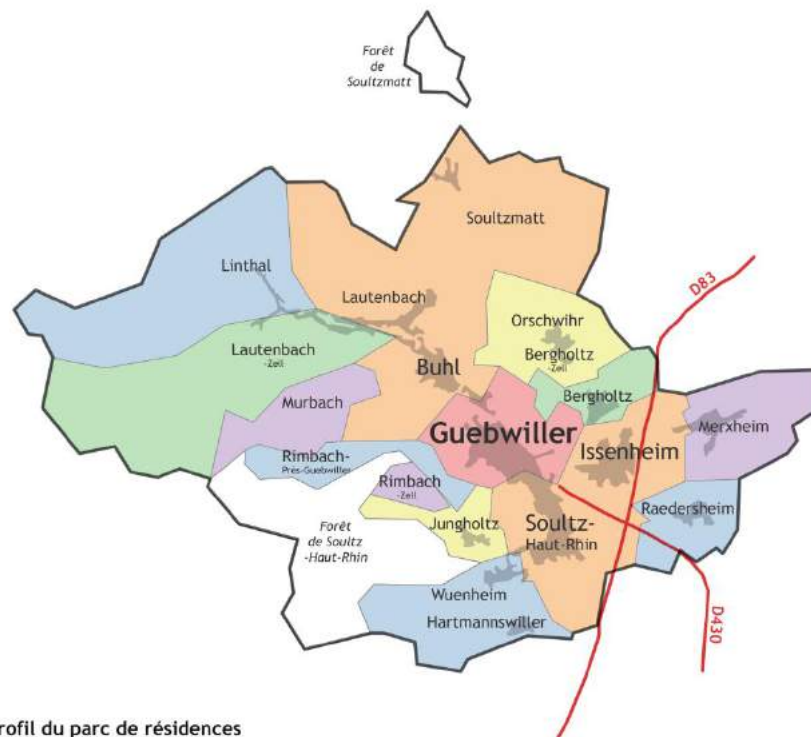 Forêt
de
Soultzmatt
Soultzmatt
Linthal
Lautenbach
D83
Orschwihr
Lautenbach
-Zell
Bergholtz
-Zell
Buhl
Bergholtz
Murbach
Guebwiller
Issenheim
Merxheim
Rimbach-
Près-Guebwiller
Rimbach
-Zell
Raedersheim
Forêt
de Soultz
-Haut-Rhin
Jungholtz
Soultz-
Haut-Rhin
Wuenheim
Hartmannswiller
D430
rofil du parc de résidences